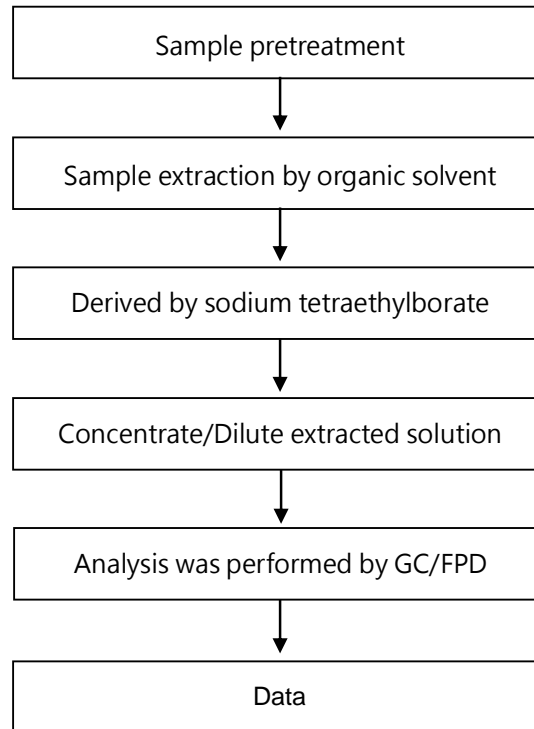 Sample pretreatment
Sample extraction by organic solvent
Derived by sodium tetraethylborate
Concentrate/Dilute extracted solution
Analysis was performed by GC/FPD
Data